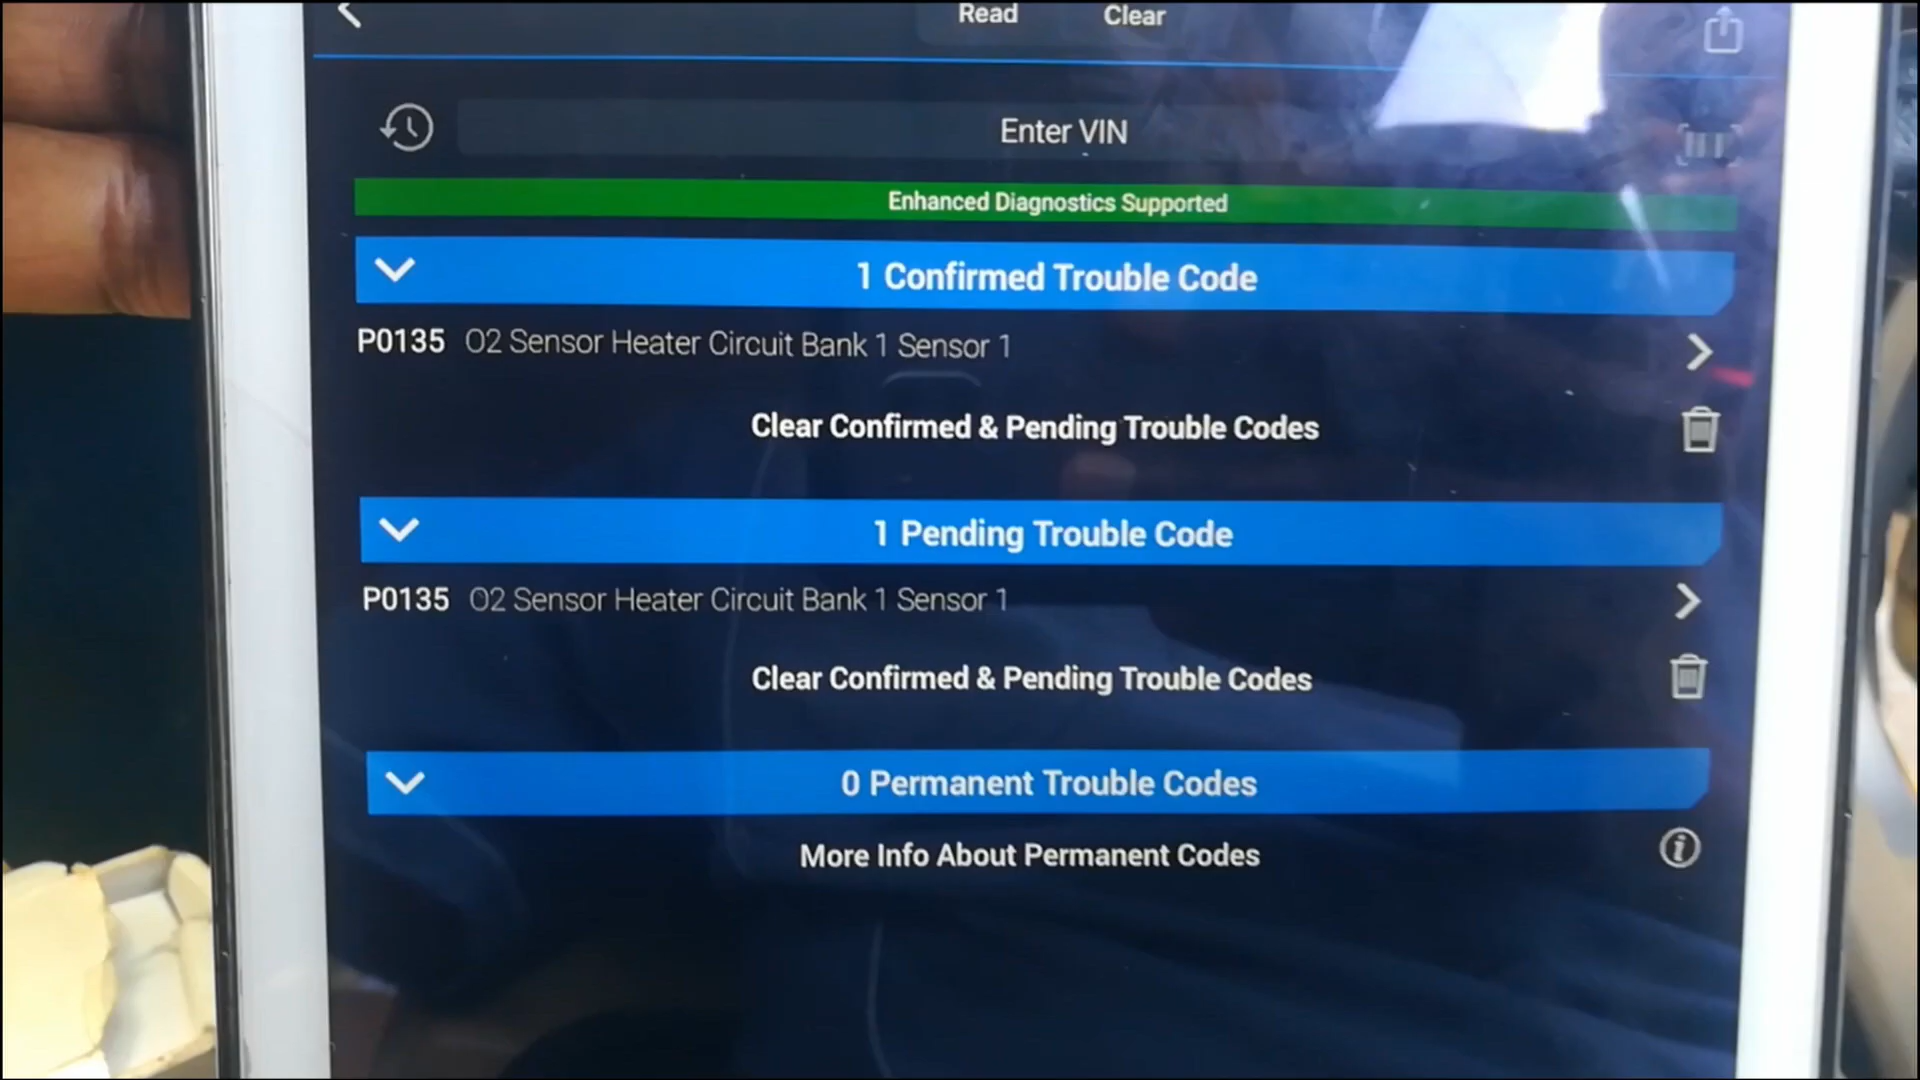 Read Clear
Enter VIN
Enhanced Diagnostics Supported
1 Confirmed Trouble Code
P0135 O2 Sensor Heater Circuit Bank 1 Sensor 1
Clear Confirmed & Pending Trouble Codes
1 Pending Trouble Code
P0135 O2 Sensor Heater Circuit Bank 1 Sensor 1
Clear Confirmed & Pending Trouble Codes
0 Permanent Trouble Codes
More Info About Permanent Codes